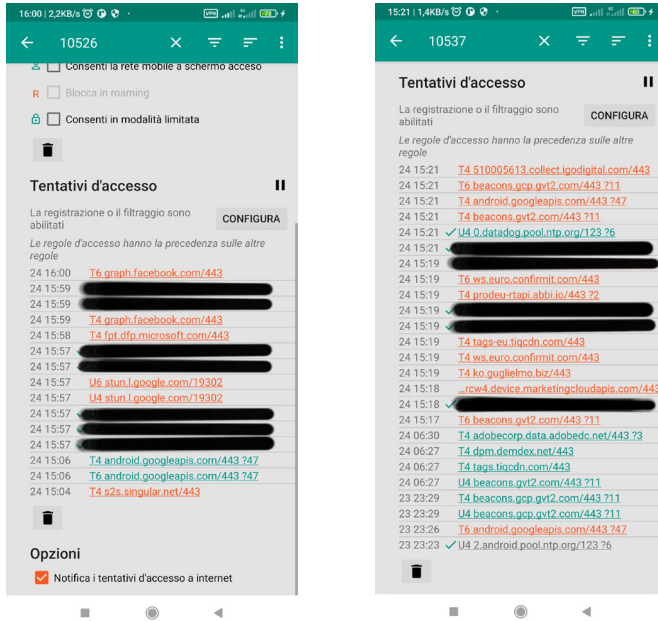 16:00 | 2,2KB/s
VPN
4G
10526
Consenti la rete mobile a schermo acceso
R Blocca in roaming
Consenti in modalità limitata
Tentativi d'accesso
La registrazione o il filtraggio sono
abilitati
CONFIGURA
Le regole d'accesso hanno la precedenza sulle altre
regole
24 16:00 T6 graph.facebook.com/443
24 15:59
24 15:59
24 15:59 T4 graph.facebook.com/443
24 15:58 T4 fpt.dfp.microsoft.com/443
24 15:57
24 15:57
24 15:57 U6 stun.l.google.com/19302
24 15:57 U4 stun.l.google.com/19302
24 15:57
24 15:57
24 15:57
24 15:06 T4 android.googleapis.com/443 ?47
24 15:06 T6 android.googleapis.com/443 ?47
24 15:04 T4 s2s.singular.net/443
Opzioni
Notifica i tentativi d'accesso a internet
15:21 | 1,4KB/s
VPN
4G
10537
Tentativi d'accesso
La registrazione o il filtraggio sono
abilitati
CONFIGURA
Le regole d'accesso hanno la precedenza sulle altre
regole
24 15:21 T4 510005613.collect.igodigital.com/443
24 15:21 T6 beacons.gcp.gvt2.com/443 ?11
24 15:21 T4 android.googleapis.com/443 ?47
24 15:21 T4 beacons.gvt2.com/443 ?11
24 15:21 U4 0.datadog.pool.ntp.org/123 ?6
24 15:21
24 15:19
24 15:19 T6 ws.euro.confirmit.com/443
24 15:19 T4 prodeu-rtapi.abbi.io/443 ?2
24 15:19
24 15:19
24 15:19 T4 tags-eu.tiqcdn.com/443
24 15:19 T4 ws.euro.confirmit.com/443
24 15:19 T4 ko.guglielmo.biz/443
24 15:18 ...rcw4.device.marketingcloudapis.com/443
24 15:18
24 15:17 T6 beacons.gvt2.com/443 ?11
24 06:30 T4 adobecorp.data.adobedc.net/443 ?3
24 06:27 T4 dpm.demdex.net/443
24 06:27 T4 tags.tiqcdn.com/443
24 06:27 U4 beacons.gvt2.com/443 ?11
23 23:29 T4 beacons.gcp.gvt2.com/443 ?11
23 23:29 U4 beacons.gcp.gvt2.com/443 ?11
23 23:26 T6 android.googleapis.com/443 ?47
23 23:23 U4 2.android.pool.ntp.org/123 ?6